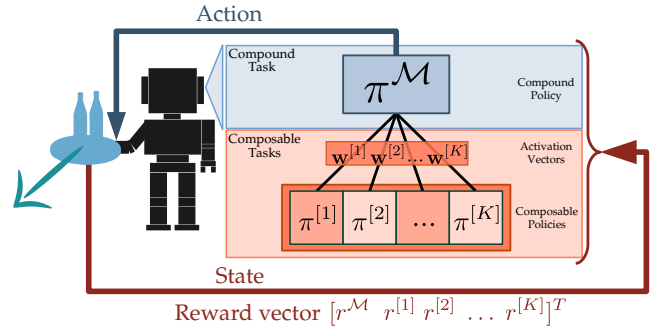 Action
Compound
Task
π^ℳ
Compound
Policy
Composable
Tasks
w^[1] w^[2] ... w^[K]
Activation
Vectors
π^[1] π^[2] ... π^[K]
Composable
Policies
State
Reward vector [r^ℳ r^[1] r^[2] ... r^[K]]^T